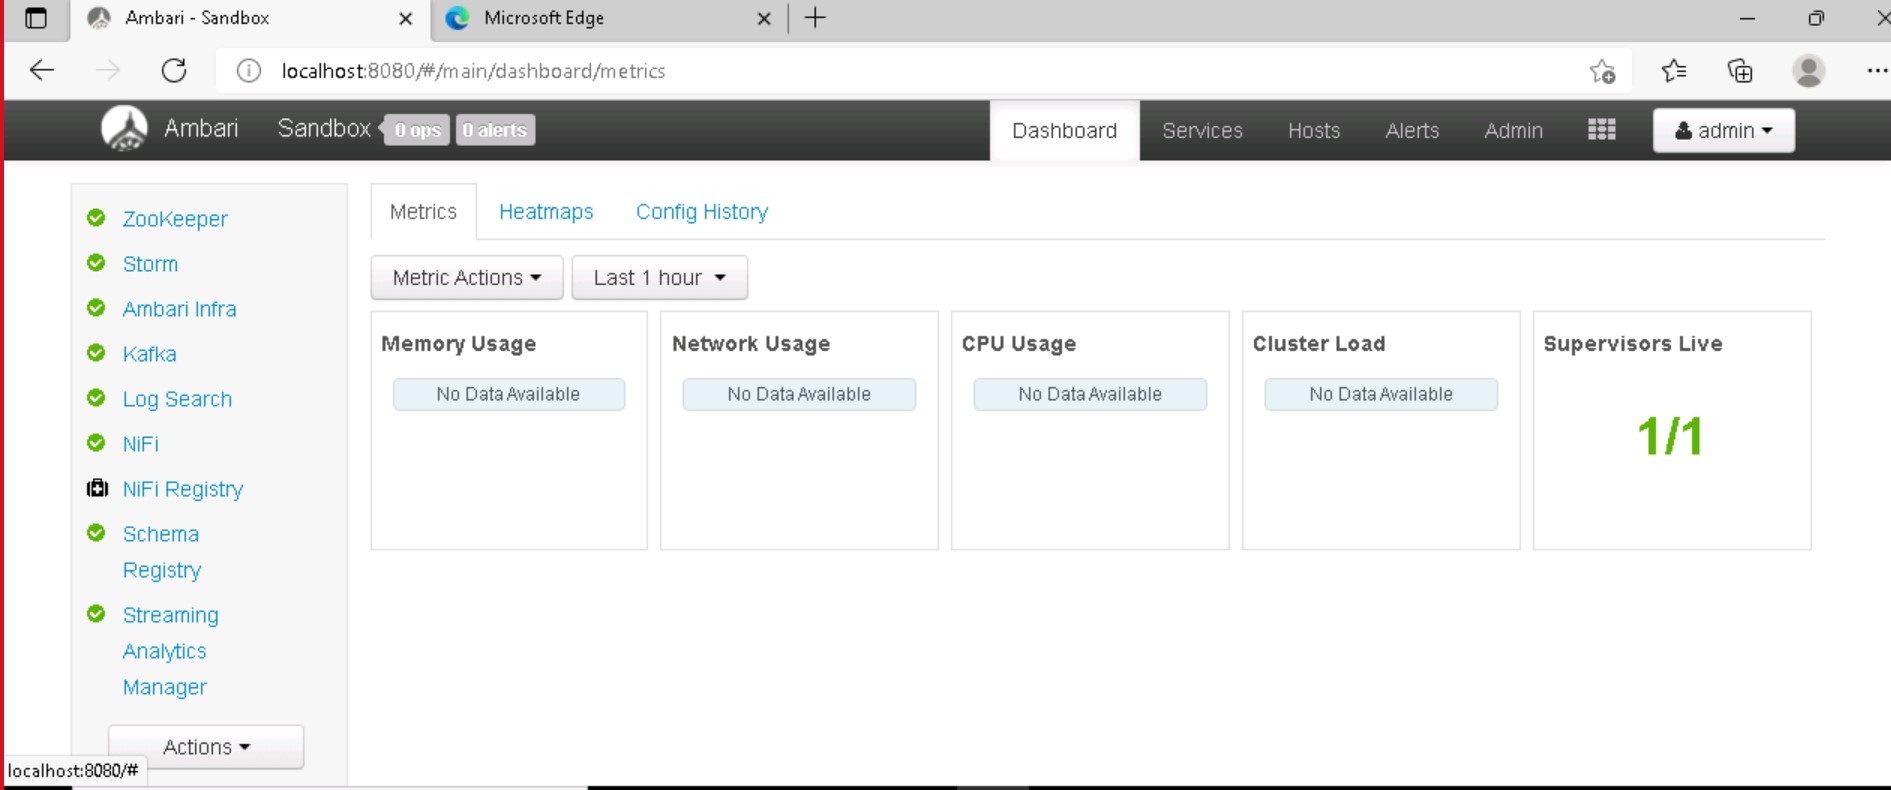 Ambari - Sandbox
Microsoft Edge
localhost:8080/#/main/dashboard/metrics
Ambari
Sandbox
0 ops
0 alerts
Dashboard
Services
Hosts
Alerts
Admin
admin
ZooKeeper
Storm
Ambari Infra
Kafka
Log Search
NiFi
NiFi Registry
Schema
Registry
Streaming
Analytics
Manager
Actions
Metrics
Heatmaps
Config History
Metric Actions
Last 1 hour
Memory Usage
No Data Available
Network Usage
No Data Available
CPU Usage
No Data Available
Cluster Load
No Data Available
Supervisors Live
1/1
localhost:8080/#